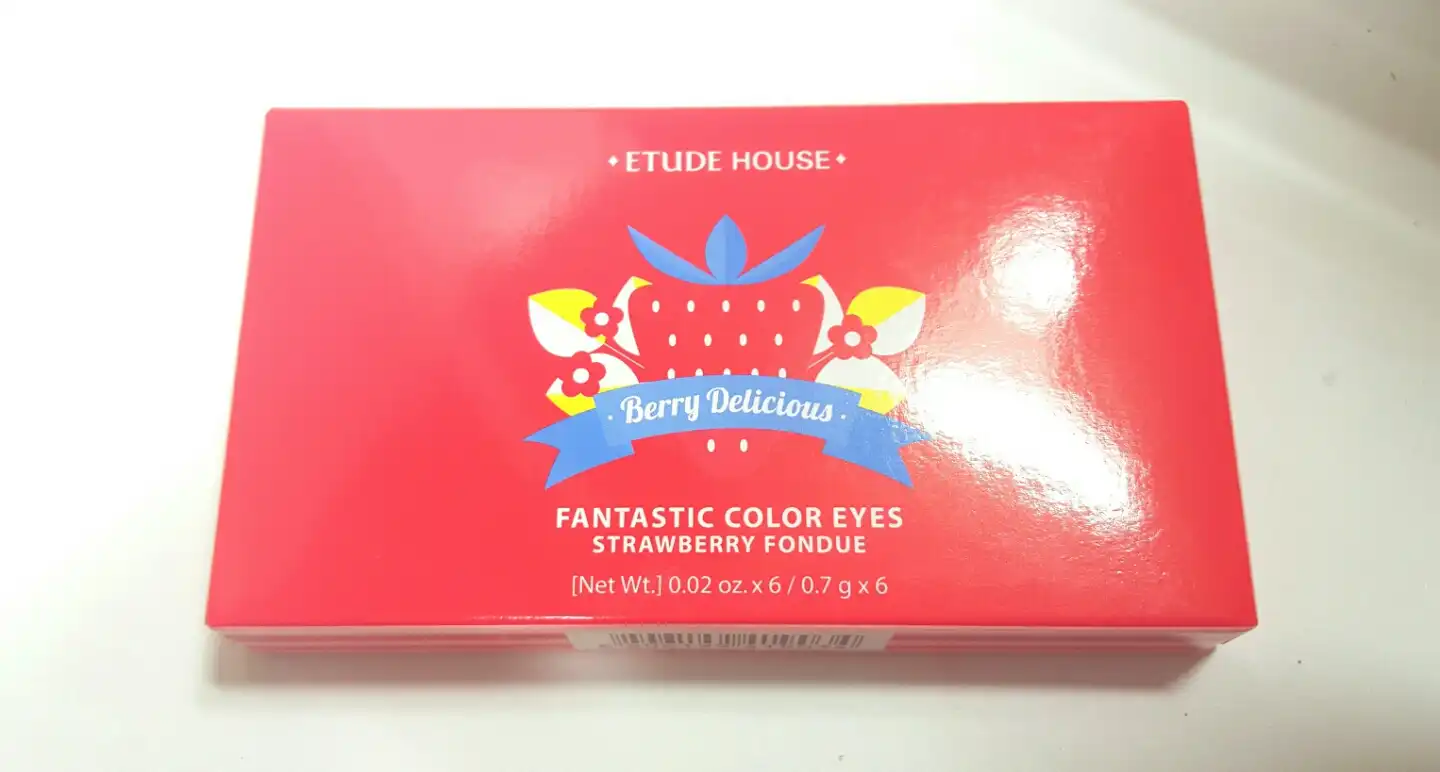 ETUDE HOUSE
Berry Delicious
FANTASTIC COLOR EYES
STRAWBERRY FONDUE
[Net Wt.] 0.02 oz. x 6 / 0.7 g x 6